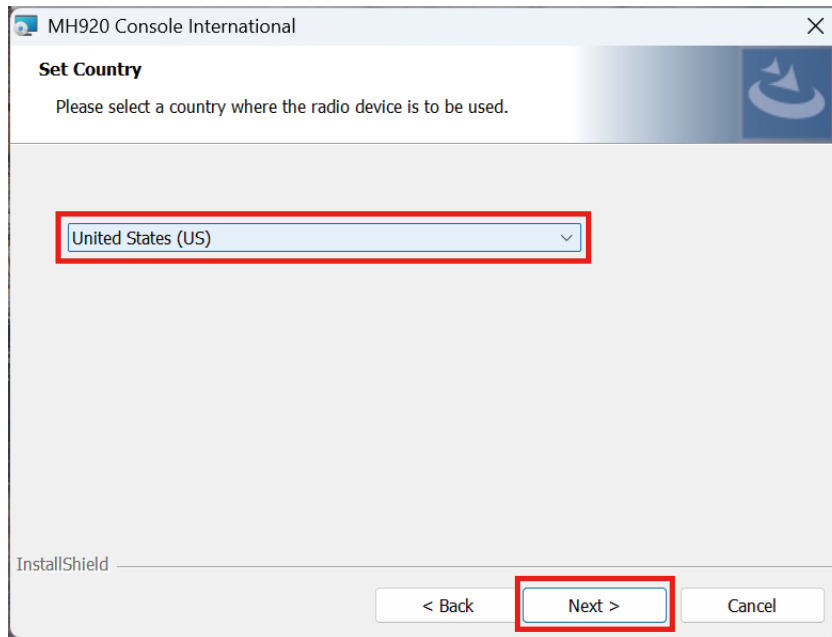 MH920 Console International
Set Country
Please select a country where the radio device is to be used.
United States (US)
InstallShield
< Back
Next >
Cancel